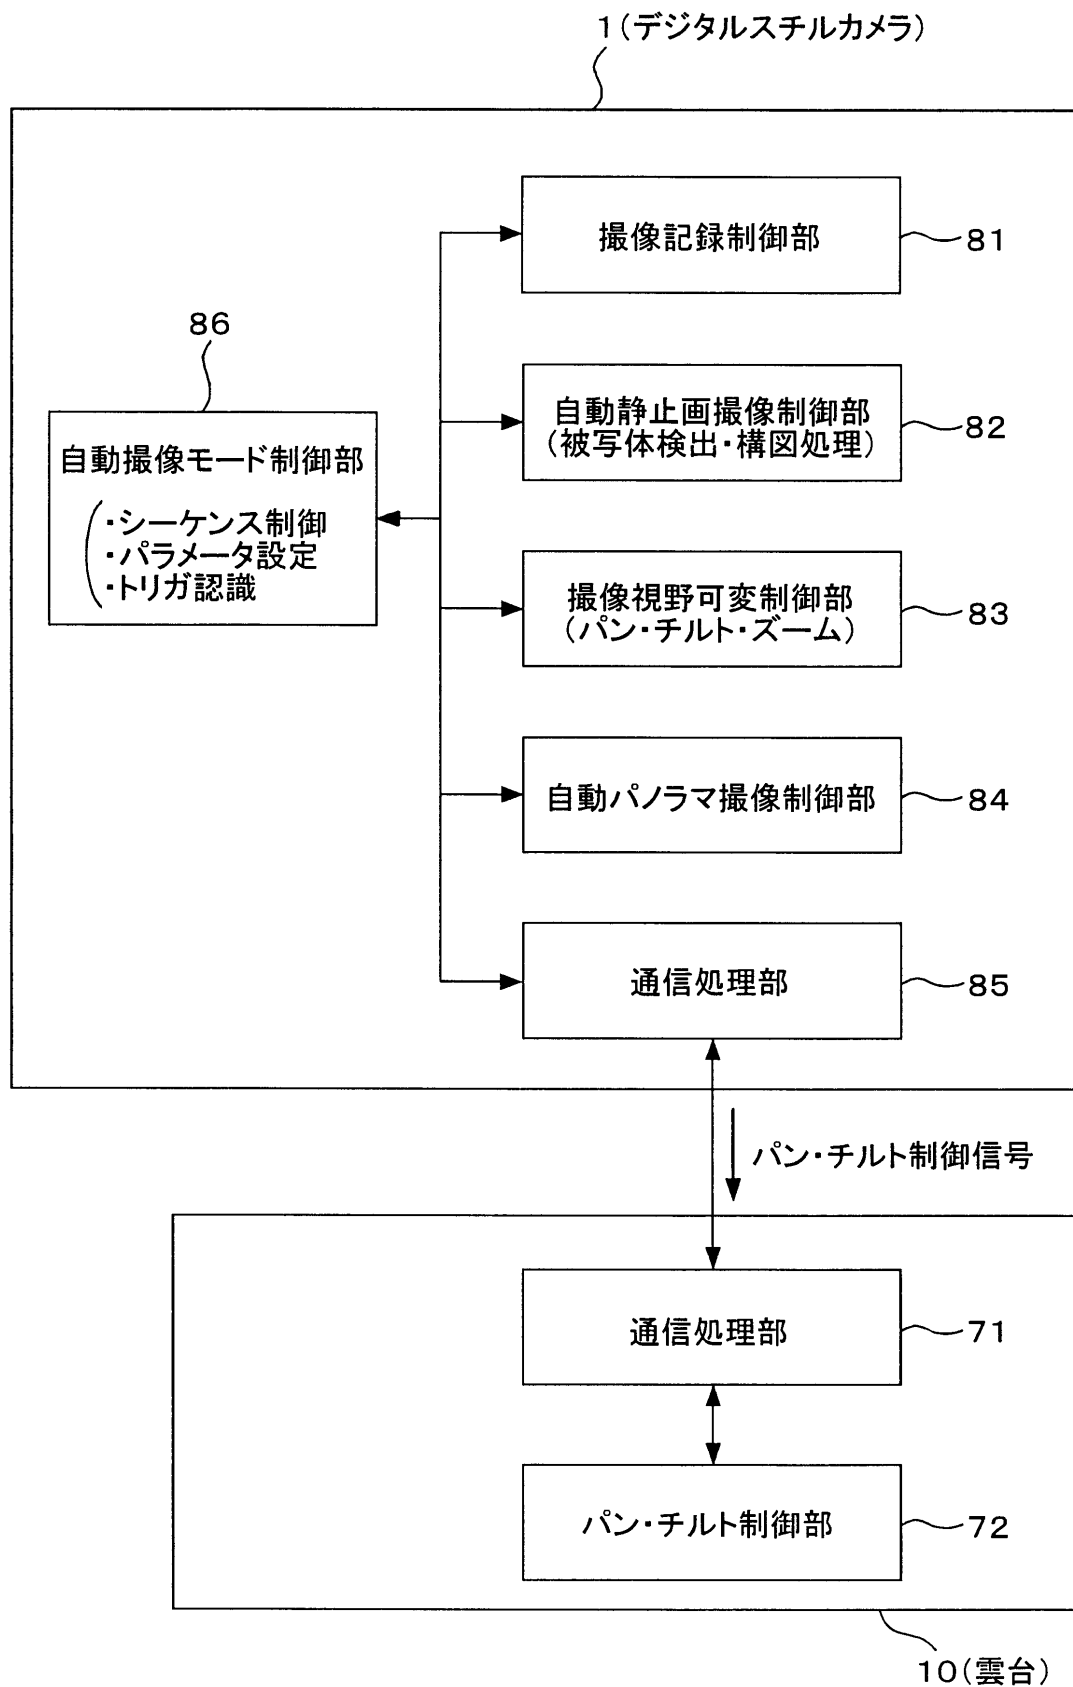 1(デジタルスチルカメラ)
撮像記録制御部
81
86
自動静止画撮像制御部
(被写体検出・構図処理)
82
自動撮像モード制御部
・シーケンス制御
・パラメータ設定
・トリガ認識
撮像視野可変制御部
(パン・チルト・ズーム)
83
自動パノラマ撮像制御部
84
通信処理部
85
パン・チルト制御信号
通信処理部
71
パン・チルト制御部
72
10(雲台)